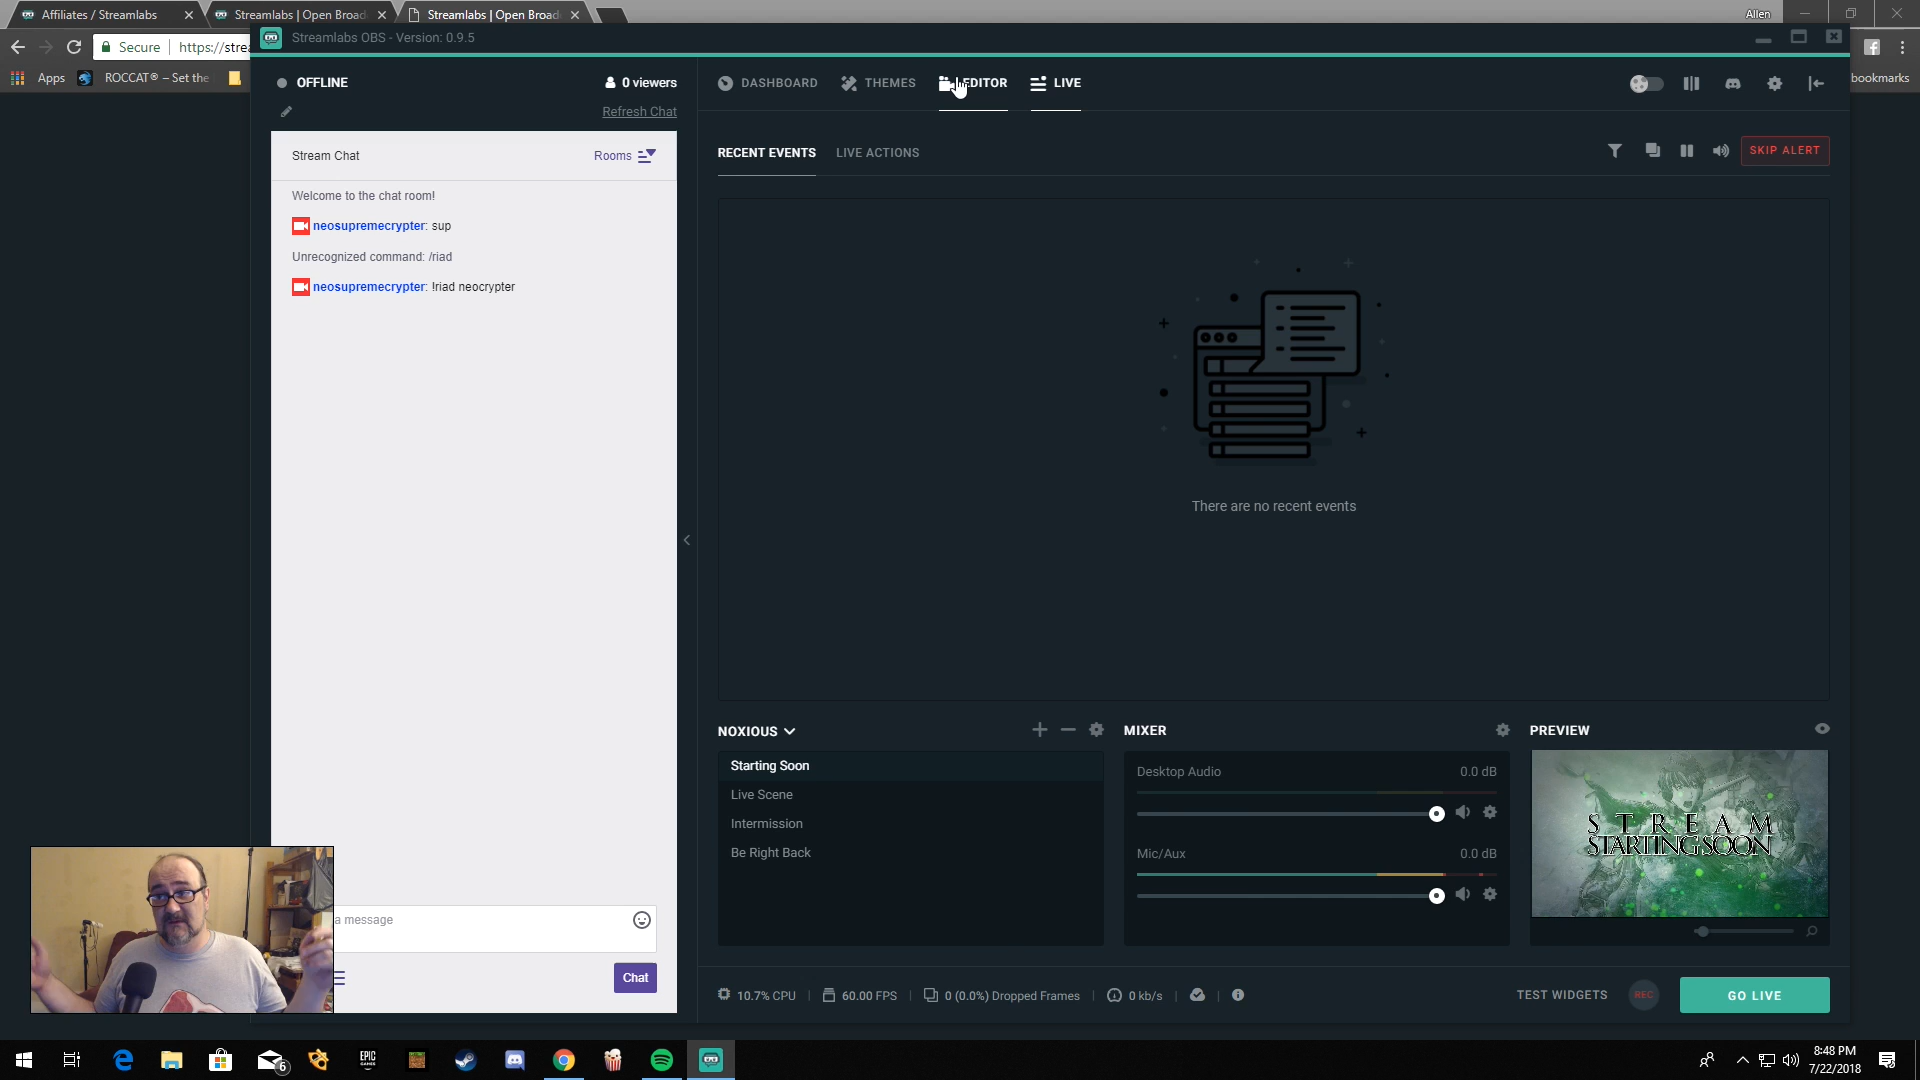 Affiliates / Streamlabs
Streamlabs | Open Broad
Streamlabs | Open Broad
Allen
Secure
https://strea
Apps
ROCCAT® – Set the
bookmarks
Streamlabs OBS - Version: 0.9.5
OFFLINE
0 viewers
Refresh Chat
DASHBOARD
THEMES
EDITOR
LIVE
Stream Chat
Rooms
Welcome to the chat room!
neosupremecrypter: sup
Unrecognized command: /riad
neosupremecrypter: !riad neocrypter
a message
Chat
RECENT EVENTS
LIVE ACTIONS
SKIP ALERT
There are no recent events
NOXIOUS
Starting Soon
Live Scene
Intermission
Be Right Back
MIXER
Desktop Audio
0.0 dB
Mic/Aux
0.0 dB
PREVIEW
STREAM
STARTING SOON
10.7% CPU
60.00 FPS
0 (0.0%) Dropped Frames
0 kb/s
TEST WIDGETS
REC
GO LIVE
6
EPIC
GAMES
8:48 PM
7/22/2018